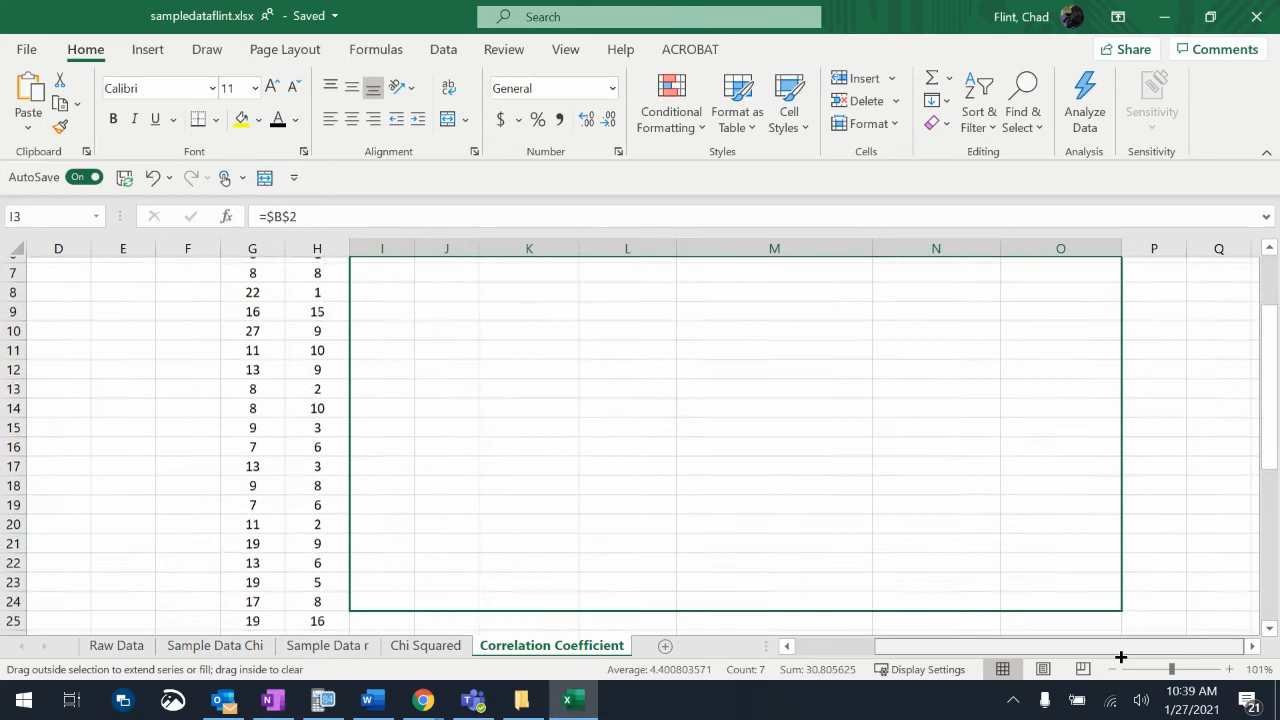 sampledataflint.xlsx - Saved
Search
Flint, Chad
File Home Insert Draw Page Layout Formulas Data Review View Help ACROBAT
Share Comments
Paste
Calibri 11
B I U A
General
$ % 9
Conditional Formatting
Format as Table
Cell Styles
Insert
Delete
Format
Sort & Filter
Find & Select
Analyze Data
Sensitivity
Clipboard Font Alignment Number Styles Cells Editing Analysis Sensitivity
AutoSave On
I3 fx =$B$2
D E F G H I J K L M N O P Q
7 8 8
8 22 1
9 16 15
10 27 9
11 11 10
12 13 9
13 8 2
14 8 10
15 9 3
16 7 6
17 13 3
18 9 8
19 7 6
20 11 2
21 19 9
22 13 6
23 19 5
24 17 8
25 19 16
Raw Data Sample Data Chi Sample Data r Chi Squared Correlation Coefficient
Drag outside selection to extend series or fill; drag inside to clear Average: 4.400803571 Count: 7 Sum: 30.805625 Display Settings 101%
84
10:39 AM
1/27/2021
21